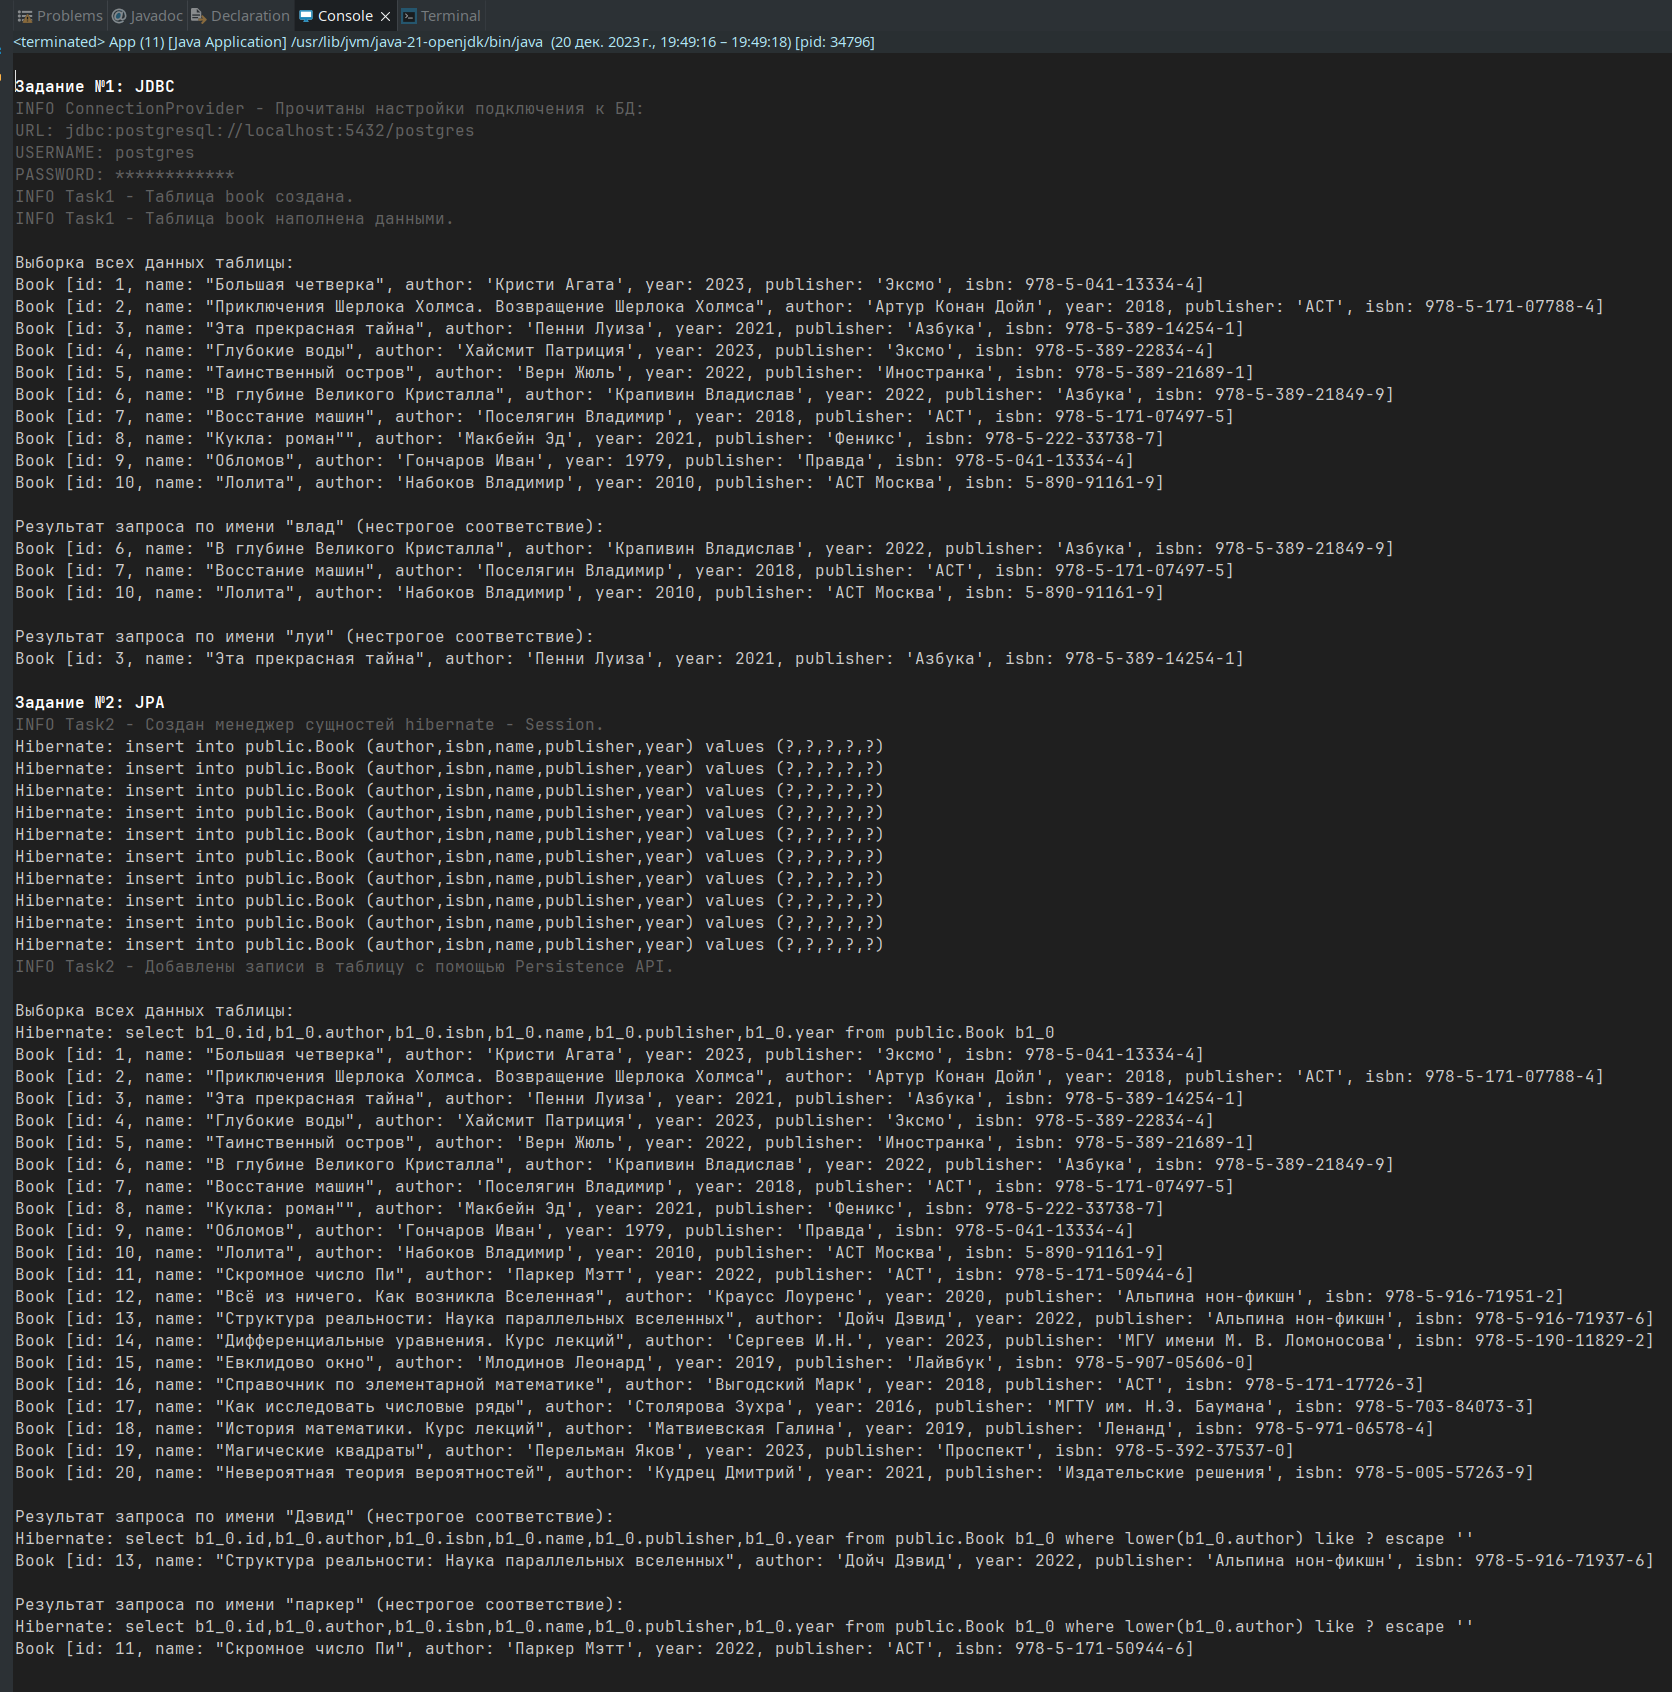 Problems Javadoc Declaration Console Terminal
<terminated> App (11) [Java Application] /usr/lib/jvm/java-21-openjdk/bin/java (20 дек. 2023 г., 19:49:16 – 19:49:18) [pid: 34796]
Задание №1: JDBC
INFO ConnectionProvider - Прочитаны настройки подключения к БД:
URL: jdbc:postgresql://localhost:5432/postgres
USERNAME: postgres
PASSWORD: ************
INFO Task1 - Таблица book создана.
INFO Task1 - Таблица book наполнена данными.
Выборка всех данных таблицы:
Book [id: 1, name: "Большая четверка", author: 'Кристи Агата', year: 2023, publisher: 'Эксмо', isbn: 978-5-041-13334-4]
Book [id: 2, name: "Приключения Шерлока Холмса. Возвращение Шерлока Холмса", author: 'Артур Конан Дойл', year: 2018, publisher: 'АСТ', isbn: 978-5-171-07788-4]
Book [id: 3, name: "Эта прекрасная тайна", author: 'Пенни Луиза', year: 2021, publisher: 'Азбука', isbn: 978-5-389-14254-1]
Book [id: 4, name: "Глубокие воды", author: 'Хайсмит Патриция', year: 2023, publisher: 'Эксмо', isbn: 978-5-389-22834-4]
Book [id: 5, name: "Таинственный остров", author: 'Верн Жюль', year: 2022, publisher: 'Иностранка', isbn: 978-5-389-21689-1]
Book [id: 6, name: "В глубине Великого Кристалла", author: 'Крапивин Владислав', year: 2022, publisher: 'Азбука', isbn: 978-5-389-21849-9]
Book [id: 7, name: "Восстание машин", author: 'Поселягин Владимир', year: 2018, publisher: 'АСТ', isbn: 978-5-171-07497-5]
Book [id: 8, name: "Кукла: роман"", author: 'Макбейн Эд', year: 2021, publisher: 'Феникс', isbn: 978-5-222-33738-7]
Book [id: 9, name: "Обломов", author: 'Гончаров Иван', year: 1979, publisher: 'Правда', isbn: 978-5-041-13334-4]
Book [id: 10, name: "Лолита", author: 'Набоков Владимир', year: 2010, publisher: 'АСТ Москва', isbn: 5-890-91161-9]
Результат запроса по имени "влад" (нестрогое соответствие):
Book [id: 6, name: "В глубине Великого Кристалла", author: 'Крапивин Владислав', year: 2022, publisher: 'Азбука', isbn: 978-5-389-21849-9]
Book [id: 7, name: "Восстание машин", author: 'Поселягин Владимир', year: 2018, publisher: 'АСТ', isbn: 978-5-171-07497-5]
Book [id: 10, name: "Лолита", author: 'Набоков Владимир', year: 2010, publisher: 'АСТ Москва', isbn: 5-890-91161-9]
Результат запроса по имени "луи" (нестрогое соответствие):
Book [id: 3, name: "Эта прекрасная тайна", author: 'Пенни Луиза', year: 2021, publisher: 'Азбука', isbn: 978-5-389-14254-1]
Задание №2: JPA
INFO Task2 - Создан менеджер сущностей hibernate - Session.
Hibernate: insert into public.Book (author,isbn,name,publisher,year) values (?,?,?,?,?)
Hibernate: insert into public.Book (author,isbn,name,publisher,year) values (?,?,?,?,?)
Hibernate: insert into public.Book (author,isbn,name,publisher,year) values (?,?,?,?,?)
Hibernate: insert into public.Book (author,isbn,name,publisher,year) values (?,?,?,?,?)
Hibernate: insert into public.Book (author,isbn,name,publisher,year) values (?,?,?,?,?)
Hibernate: insert into public.Book (author,isbn,name,publisher,year) values (?,?,?,?,?)
Hibernate: insert into public.Book (author,isbn,name,publisher,year) values (?,?,?,?,?)
Hibernate: insert into public.Book (author,isbn,name,publisher,year) values (?,?,?,?,?)
Hibernate: insert into public.Book (author,isbn,name,publisher,year) values (?,?,?,?,?)
Hibernate: insert into public.Book (author,isbn,name,publisher,year) values (?,?,?,?,?)
INFO Task2 - Добавлены записи в таблицу с помощью Persistence API.
Выборка всех данных таблицы:
Hibernate: select b1_0.id,b1_0.author,b1_0.isbn,b1_0.name,b1_0.publisher,b1_0.year from public.Book b1_0
Book [id: 1, name: "Большая четверка", author: 'Кристи Агата', year: 2023, publisher: 'Эксмо', isbn: 978-5-041-13334-4]
Book [id: 2, name: "Приключения Шерлока Холмса. Возвращение Шерлока Холмса", author: 'Артур Конан Дойл', year: 2018, publisher: 'АСТ', isbn: 978-5-171-07788-4]
Book [id: 3, name: "Эта прекрасная тайна", author: 'Пенни Луиза', year: 2021, publisher: 'Азбука', isbn: 978-5-389-14254-1]
Book [id: 4, name: "Глубокие воды", author: 'Хайсмит Патриция', year: 2023, publisher: 'Эксмо', isbn: 978-5-389-22834-4]
Book [id: 5, name: "Таинственный остров", author: 'Верн Жюль', year: 2022, publisher: 'Иностранка', isbn: 978-5-389-21689-1]
Book [id: 6, name: "В глубине Великого Кристалла", author: 'Крапивин Владислав', year: 2022, publisher: 'Азбука', isbn: 978-5-389-21849-9]
Book [id: 7, name: "Восстание машин", author: 'Поселягин Владимир', year: 2018, publisher: 'АСТ', isbn: 978-5-171-07497-5]
Book [id: 8, name: "Кукла: роман"", author: 'Макбейн Эд', year: 2021, publisher: 'Феникс', isbn: 978-5-222-33738-7]
Book [id: 9, name: "Обломов", author: 'Гончаров Иван', year: 1979, publisher: 'Правда', isbn: 978-5-041-13334-4]
Book [id: 10, name: "Лолита", author: 'Набоков Владимир', year: 2010, publisher: 'АСТ Москва', isbn: 5-890-91161-9]
Book [id: 11, name: "Скромное число Пи", author: 'Паркер Мэтт', year: 2022, publisher: 'АСТ', isbn: 978-5-171-50944-6]
Book [id: 12, name: "Всё из ничего. Как возникла Вселенная", author: 'Краусс Лоуренс', year: 2020, publisher: 'Альпина нон-фикшн', isbn: 978-5-916-71951-2]
Book [id: 13, name: "Структура реальности: Наука параллельных вселенных", author: 'Дойч Дэвид', year: 2022, publisher: 'Альпина нон-фикшн', isbn: 978-5-916-71937-6]
Book [id: 14, name: "Дифференциальные уравнения. Курс лекций", author: 'Сергеев И.Н.', year: 2023, publisher: 'МГУ имени М. В. Ломоносова', isbn: 978-5-190-11829-2]
Book [id: 15, name: "Евклидово окно", author: 'Млодинов Леонард', year: 2019, publisher: 'Лайвбук', isbn: 978-5-907-05606-0]
Book [id: 16, name: "Справочник по элементарной математике", author: 'Выгодский Марк', year: 2018, publisher: 'АСТ', isbn: 978-5-171-17726-3]
Book [id: 17, name: "Как исследовать числовые ряды", author: 'Столярова Зухра', year: 2016, publisher: 'МГТУ им. Н.Э. Баумана', isbn: 978-5-703-84073-3]
Book [id: 18, name: "История математики. Курс лекций", author: 'Матвиевская Галина', year: 2019, publisher: 'Ленанд', isbn: 978-5-971-06578-4]
Book [id: 19, name: "Магические квадраты", author: 'Перельман Яков', year: 2023, publisher: 'Проспект', isbn: 978-5-392-37537-0]
Book [id: 20, name: "Невероятная теория вероятностей", author: 'Кудрец Дмитрий', year: 2021, publisher: 'Издательские решения', isbn: 978-5-005-57263-9]
Результат запроса по имени "Дэвид" (нестрогое соответствие):
Hibernate: select b1_0.id,b1_0.author,b1_0.isbn,b1_0.name,b1_0.publisher,b1_0.year from public.Book b1_0 where lower(b1_0.author) like ? escape ''
Book [id: 13, name: "Структура реальности: Наука параллельных вселенных", author: 'Дойч Дэвид', year: 2022, publisher: 'Альпина нон-фикшн', isbn: 978-5-916-71937-6]
Результат запроса по имени "паркер" (нестрогое соответствие):
Hibernate: select b1_0.id,b1_0.author,b1_0.isbn,b1_0.name,b1_0.publisher,b1_0.year from public.Book b1_0 where lower(b1_0.author) like ? escape ''
Book [id: 11, name: "Скромное число Пи", author: 'Паркер Мэтт', year: 2022, publisher: 'АСТ', isbn: 978-5-171-50944-6]